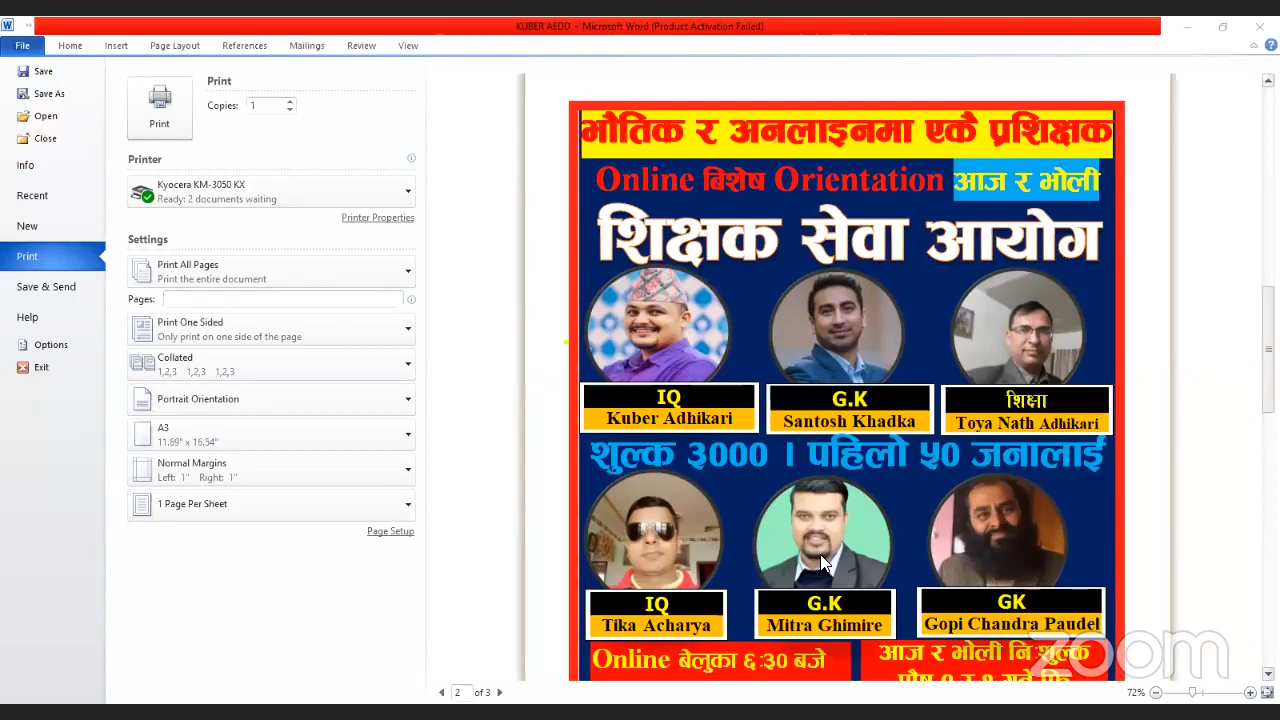 KUBER AEDD - Microsoft Word (Product Activation Failed)
File Home Insert Page Layout References Mailings Review View
Save
Save As
Open
Close
Info
Recent
New
Print
Save & Send
Help
Options
Exit
Print
Print
Copies: 1
Printer
Kyocera KM-3050 KX
Ready: 2 documents waiting
Printer Properties
Settings
Print All Pages
Print the entire document
Pages:
Print One Sided
Only print on one side of the page
Collated
1,2,3 1,2,3 1,2,3
Portrait Orientation
A3
11.69" x 16.54"
Normal Margins
Left: 1" Right: 1"
1 Page Per Sheet
Page Setup
भौतिक र अनलाइनमा एकै प्रशिक्षक
Online बिशेष Orientation आज र भोली
शिक्षक सेवा आयोग
IQ
Kuber Adhikari
G.K
Santosh Khadka
शिक्षा
Toya Nath Adhikari
शुल्क ३००० । पहिलो ५० जनालाई
IQ
Tika Acharya
G.K
Mitra Ghimire
GK
Gopi Chandra Paudel
Online बेलुका ६:३० बजे
आज र भोली नि:शुल्क
zoom
2 of 3
72%